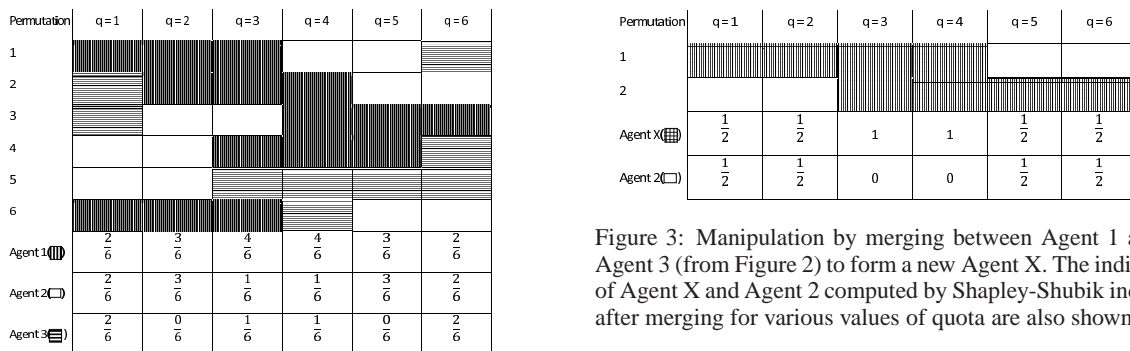 Permutation q=1 q=2 q=3 q=4 q=5 q=6
1
2
3
4
5
6
Agent 1( ) 2/6 3/6 4/6 4/6 3/6 2/6
Agent 2( ) 2/6 3/6 1/6 1/6 3/6 2/6
Agent 3( ) 2/6 0/6 1/6 1/6 0/6 2/6
Permutation q=1 q=2 q=3 q=4 q=5 q=6
1
2
Agent X( ) 1/2 1/2 1 1 1/2 1/2
Agent 2( ) 1/2 1/2 0 0 1/2 1/2
Figure 3: Manipulation by merging between Agent 1 a
Agent 3 (from Figure 2) to form a new Agent X. The indi
of Agent X and Agent 2 computed by Shapley-Shubik inc
after merging for various values of quota are also shown